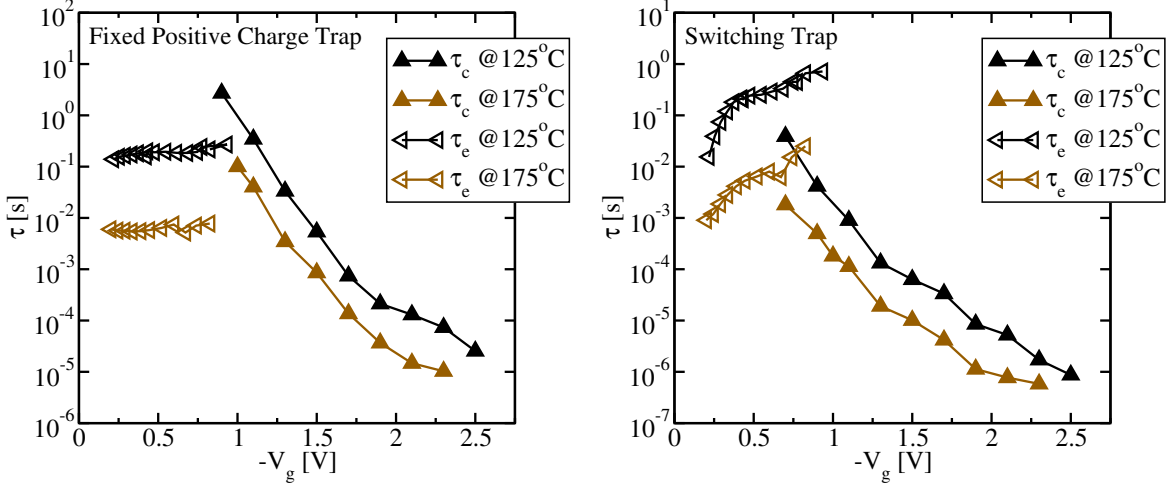 Fixed Positive Charge Trap
τc @125°C
τc @175°C
τe @125°C
τe @175°C
10^2
10^1
10^0
10^-1
10^-2
10^-3
10^-4
10^-5
10^-6
τ [s]
0 0.5 1 1.5 2 2.5
-Vg [V]
Switching Trap
τc @125°C
τc @175°C
τe @125°C
τe @175°C
10^1
10^0
10^-1
10^-2
10^-3
10^-4
10^-5
10^-6
10^-7
τ [s]
0 0.5 1 1.5 2 2.5
-Vg [V]